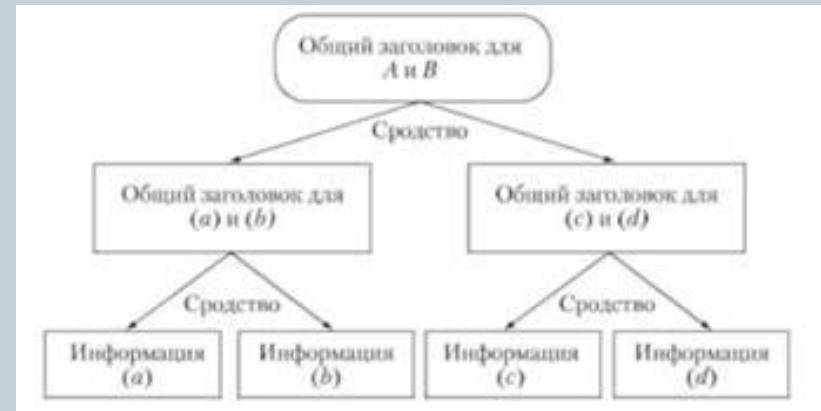 Общий заголовок для
A и B
Сродство
Общий заголовок для
(a) и (b)
Общий заголовок для
(c) и (d)
Сродство
Сродство
Информация
(a)
Информация
(b)
Информация
(c)
Информация
(d)